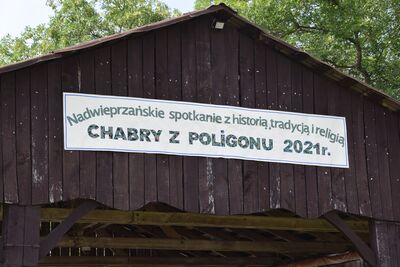 Nadwieprzańskie spotkanie z historią, tradycją i religią
CHABRY Z POLiGONU 2021r.